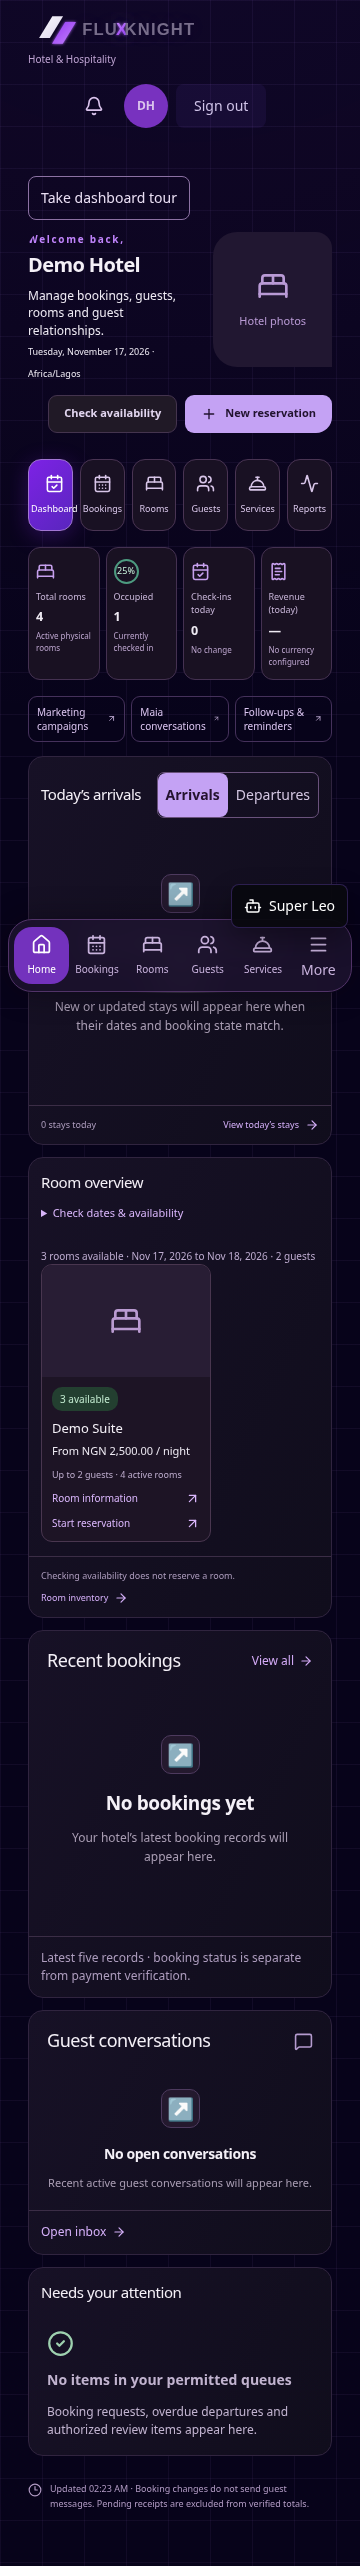 FLUXKNIGHT
Hotel & Hospitality
DH
Sign out
Take dashboard tour
Welcome back,
Demo Hotel
Manage bookings, guests,
rooms and guest
relationships.
Tuesday, November 17, 2026 ·
Africa/Lagos
Hotel photos
Check availability
New reservation
Dashboard
Bookings
Rooms
Guests
Services
Reports
Total rooms
4
Active physical
rooms
25%
Occupied
1
Currently
checked in
Check-ins
today
0
No change
Revenue
(today)
—
No currency
configured
Marketing
campaigns
Maia
conversations
Follow-ups &
reminders
Today's arrivals
Arrivals
Departures
Super Leo
Home
Bookings
Rooms
Guests
Services
More
New or updated stays will appear here when
their dates and booking state match.
0 stays today
View today's stays
Room overview
Check dates & availability
3 rooms available · Nov 17, 2026 to Nov 18, 2026 · 2 guests
3 available
Demo Suite
From NGN 2,500.00 / night
Up to 2 guests · 4 active rooms
Room information
Start reservation
Checking availability does not reserve a room.
Room inventory
Recent bookings
View all
No bookings yet
Your hotel's latest booking records will
appear here.
Latest five records · booking status is separate
from payment verification.
Guest conversations
No open conversations
Recent active guest conversations will appear here.
Open inbox
Needs your attention
No items in your permitted queues
Booking requests, overdue departures and
authorized review items appear here.
Updated 02:23 AM · Booking changes do not send guest
messages. Pending receipts are excluded from verified totals.